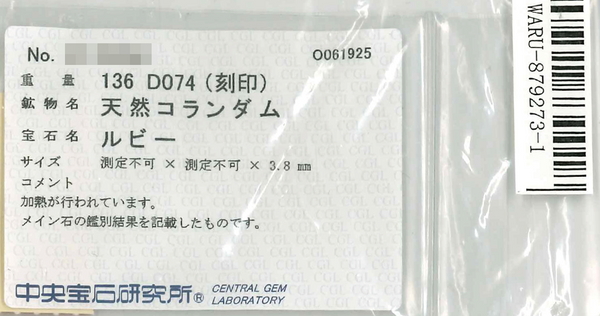 No.
O061925
重量 136 D074 (刻印)
鉱物名 天然コランダム
宝石名 ルビー
サイズ 測定不可 × 測定不可 × 3.8 mm
コメント
加熱が行われています。
メイン石の鑑別結果を記載したものです。
中央宝石研究所® CENTRAL GEM
LABORATORY
WARU-879273-1